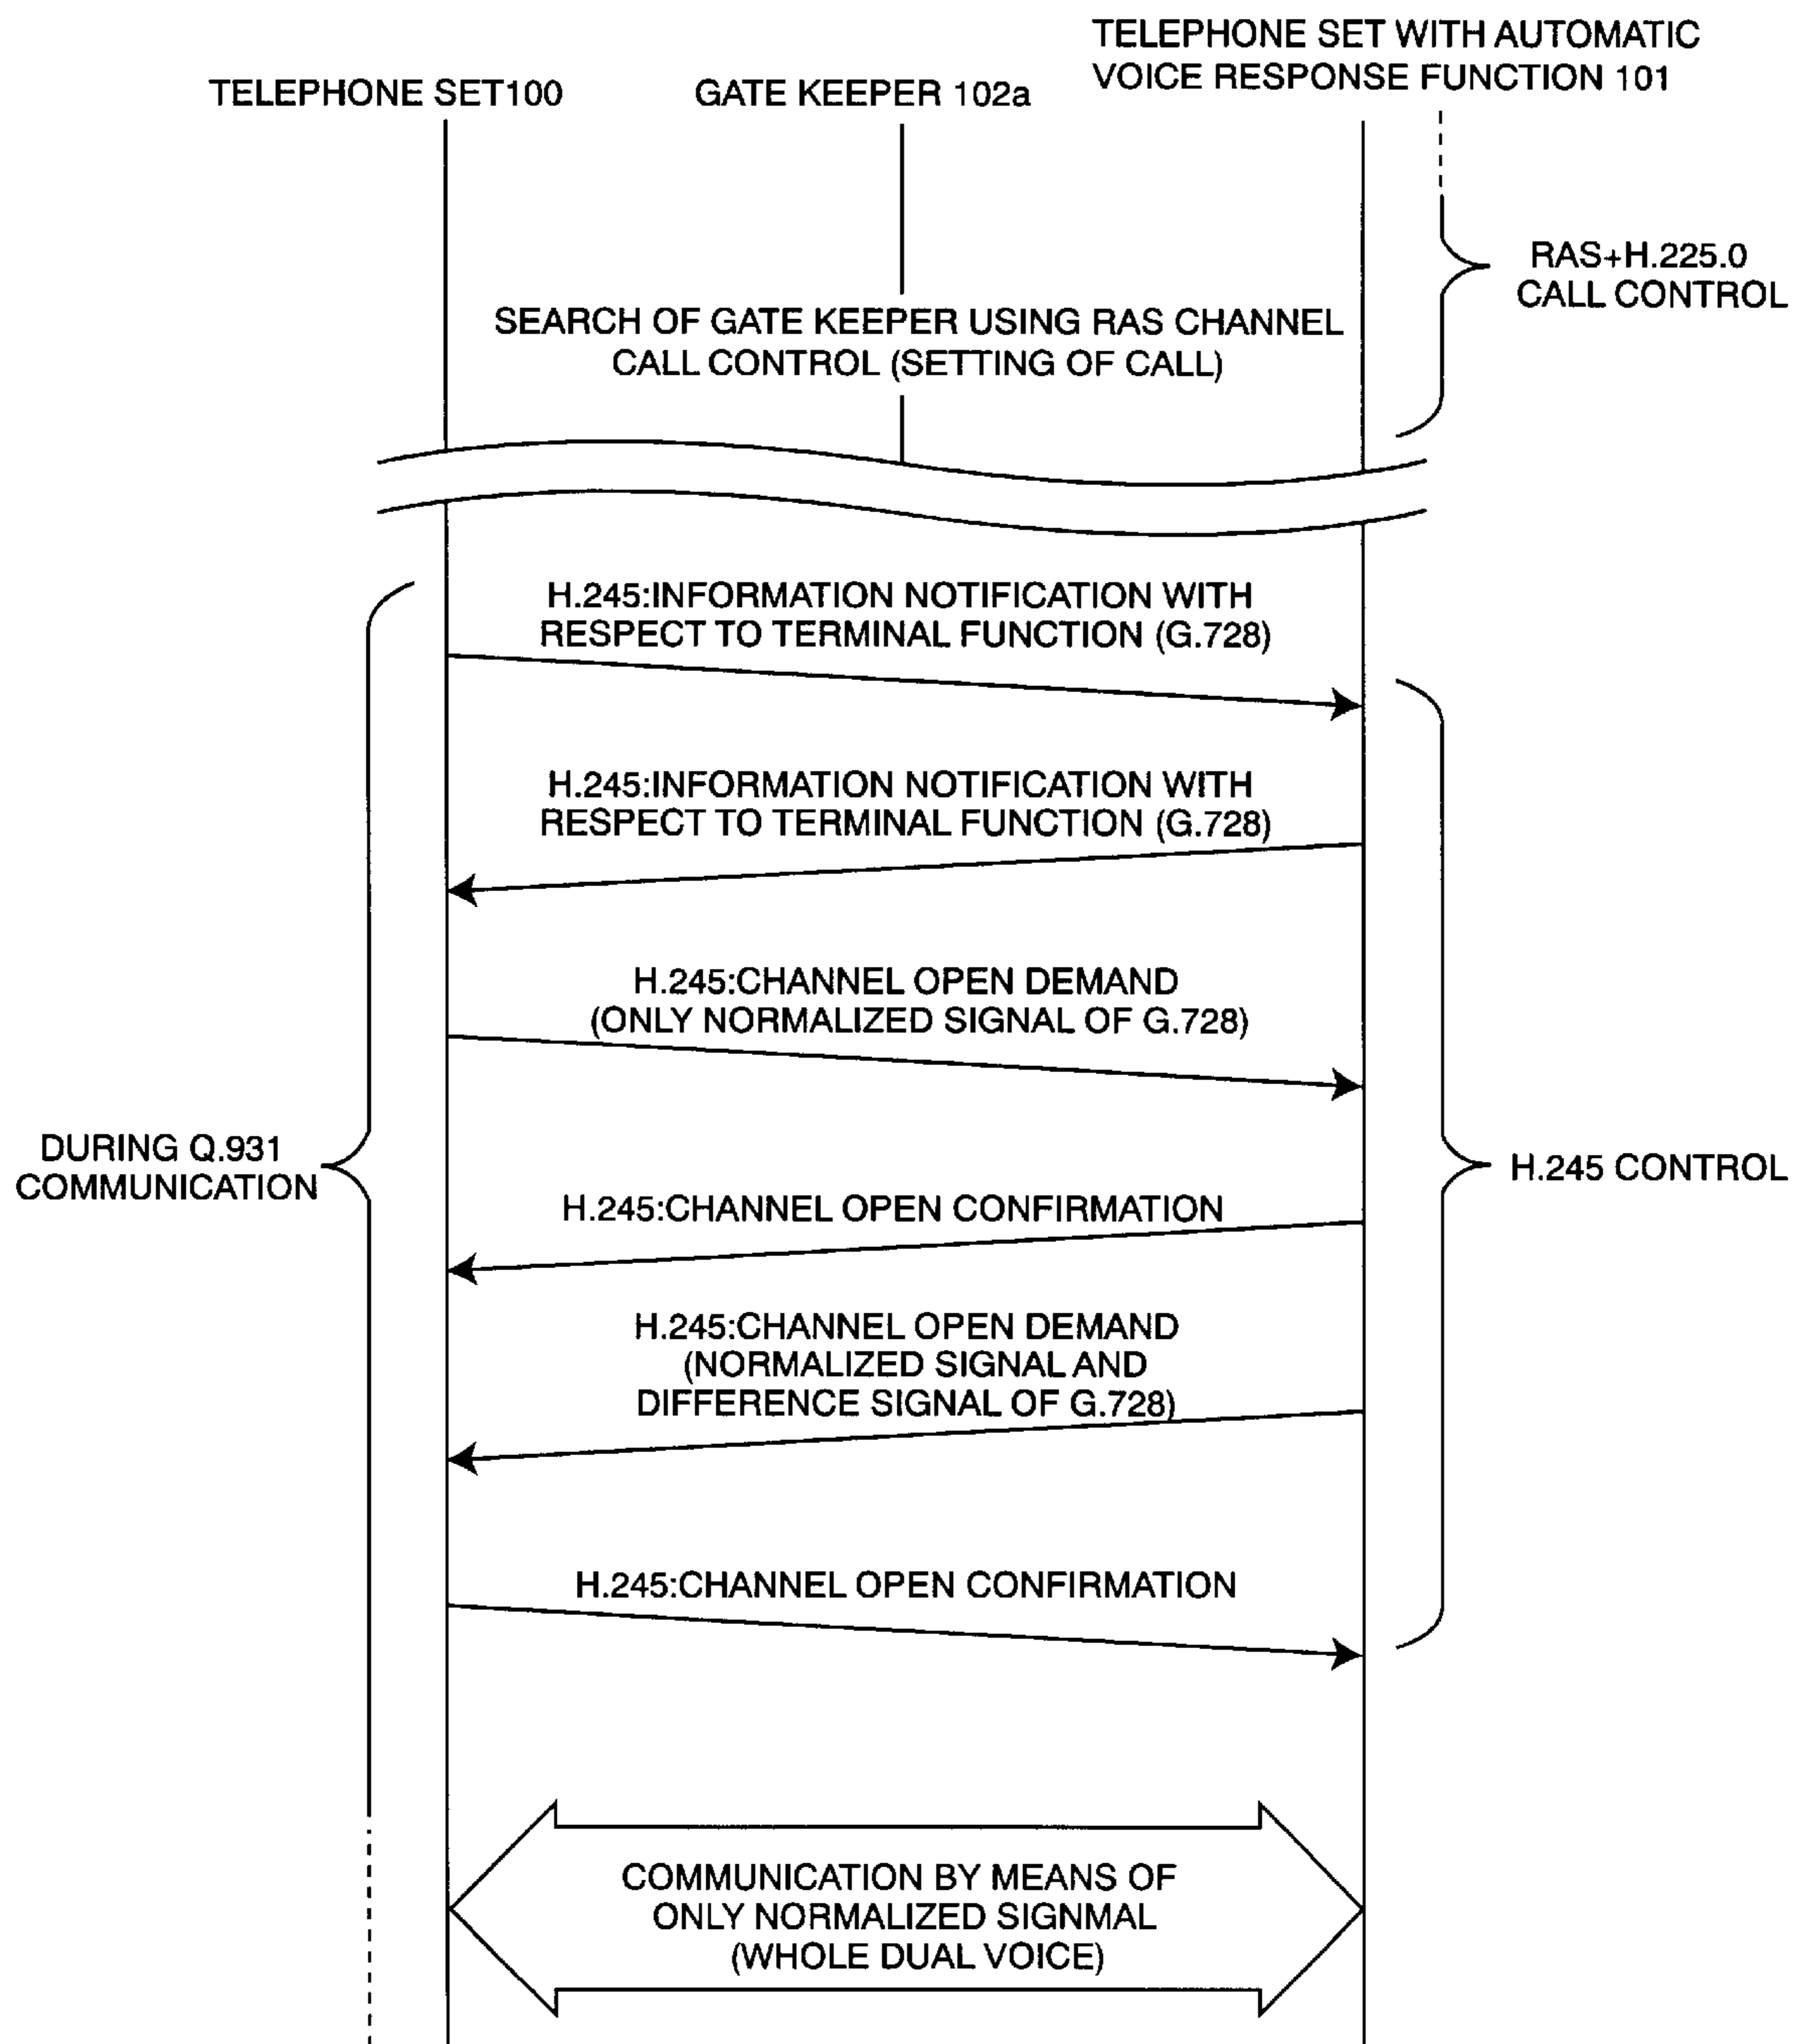 TELEPHONE SET WITH AUTOMATIC
VOICE RESPONSE FUNCTION 101
TELEPHONE SET100
GATE KEEPER 102a
RAS+H.225.0
CALL CONTROL
SEARCH OF GATE KEEPER USING RAS CHANNEL
CALL CONTROL (SETTING OF CALL)
H.245:INFORMATION NOTIFICATION WITH
RESPECT TO TERMINAL FUNCTION (G.728)
H.245:INFORMATION NOTIFICATION WITH
RESPECT TO TERMINAL FUNCTION (G.728)
H.245:CHANNEL OPEN DEMAND
(ONLY NORMALIZED SIGNAL OF G.728)
DURING Q.931
COMMUNICATION
H.245 CONTROL
H.245:CHANNEL OPEN CONFIRMATION
H.245:CHANNEL OPEN DEMAND
(NORMALIZED SIGNAL AND
DIFFERENCE SIGNAL OF G.728)
H.245:CHANNEL OPEN CONFIRMATION
COMMUNICATION BY MEANS OF
ONLY NORMALIZED SIGNMAL
(WHOLE DUAL VOICE)